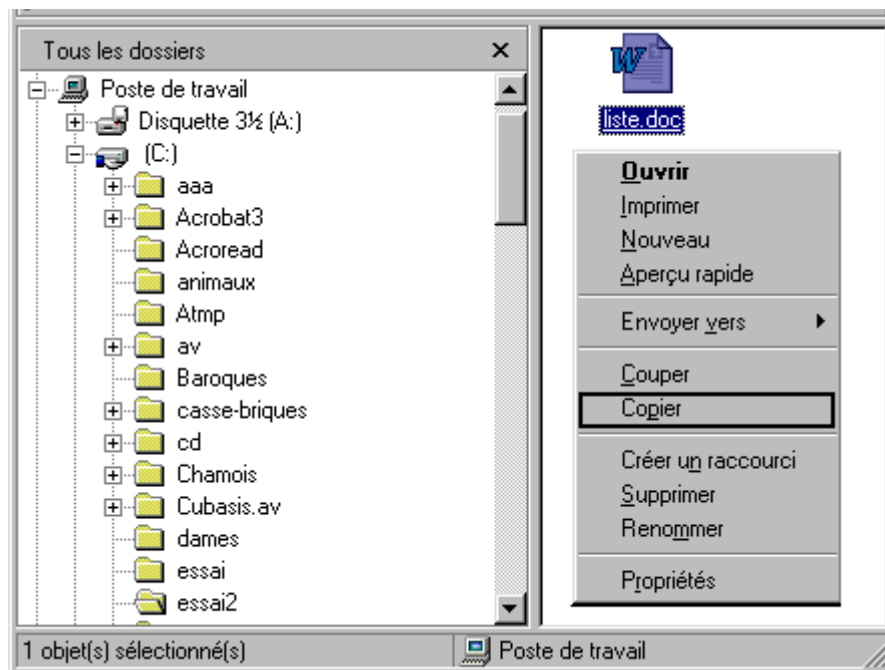 Tous les dossiers
Poste de travail
Disquette 3½ (A:)
(C:)
aaa
Acrobat3
Acroread
animaux
Atmp
av
Baroques
casse-briques
cd
Chamois
Cubasis.av
dames
essai
essai2
liste.doc
Ouvrir
Imprimer
Nouveau
Aperçu rapide
Envoyer vers
Couper
Copier
Créer un raccourci
Supprimer
Renommer
Propriétés
1 objet(s) sélectionné(s)
Poste de travail